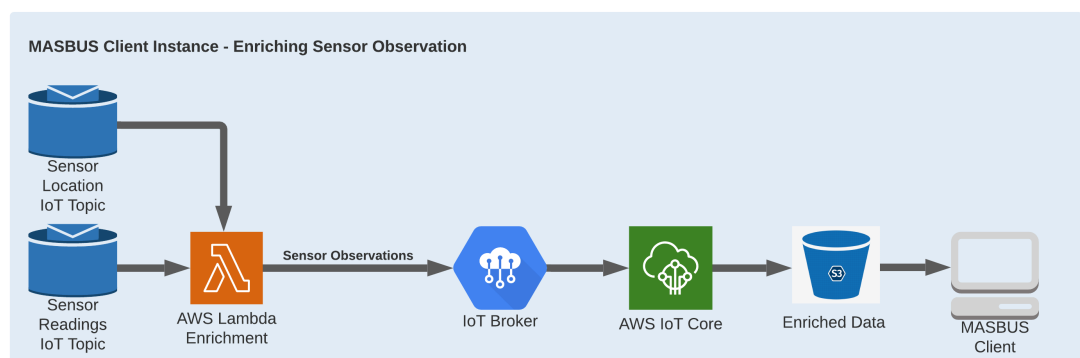 MASBUS Client Instance - Enriching Sensor Observation
Sensor
Location
IoT Topic
Sensor
Readings
IoT Topic
AWS Lambda
Enrichment
Sensor Observations
IoT Broker
AWS IoT Core
S3
Enriched Data
MASBUS
Client